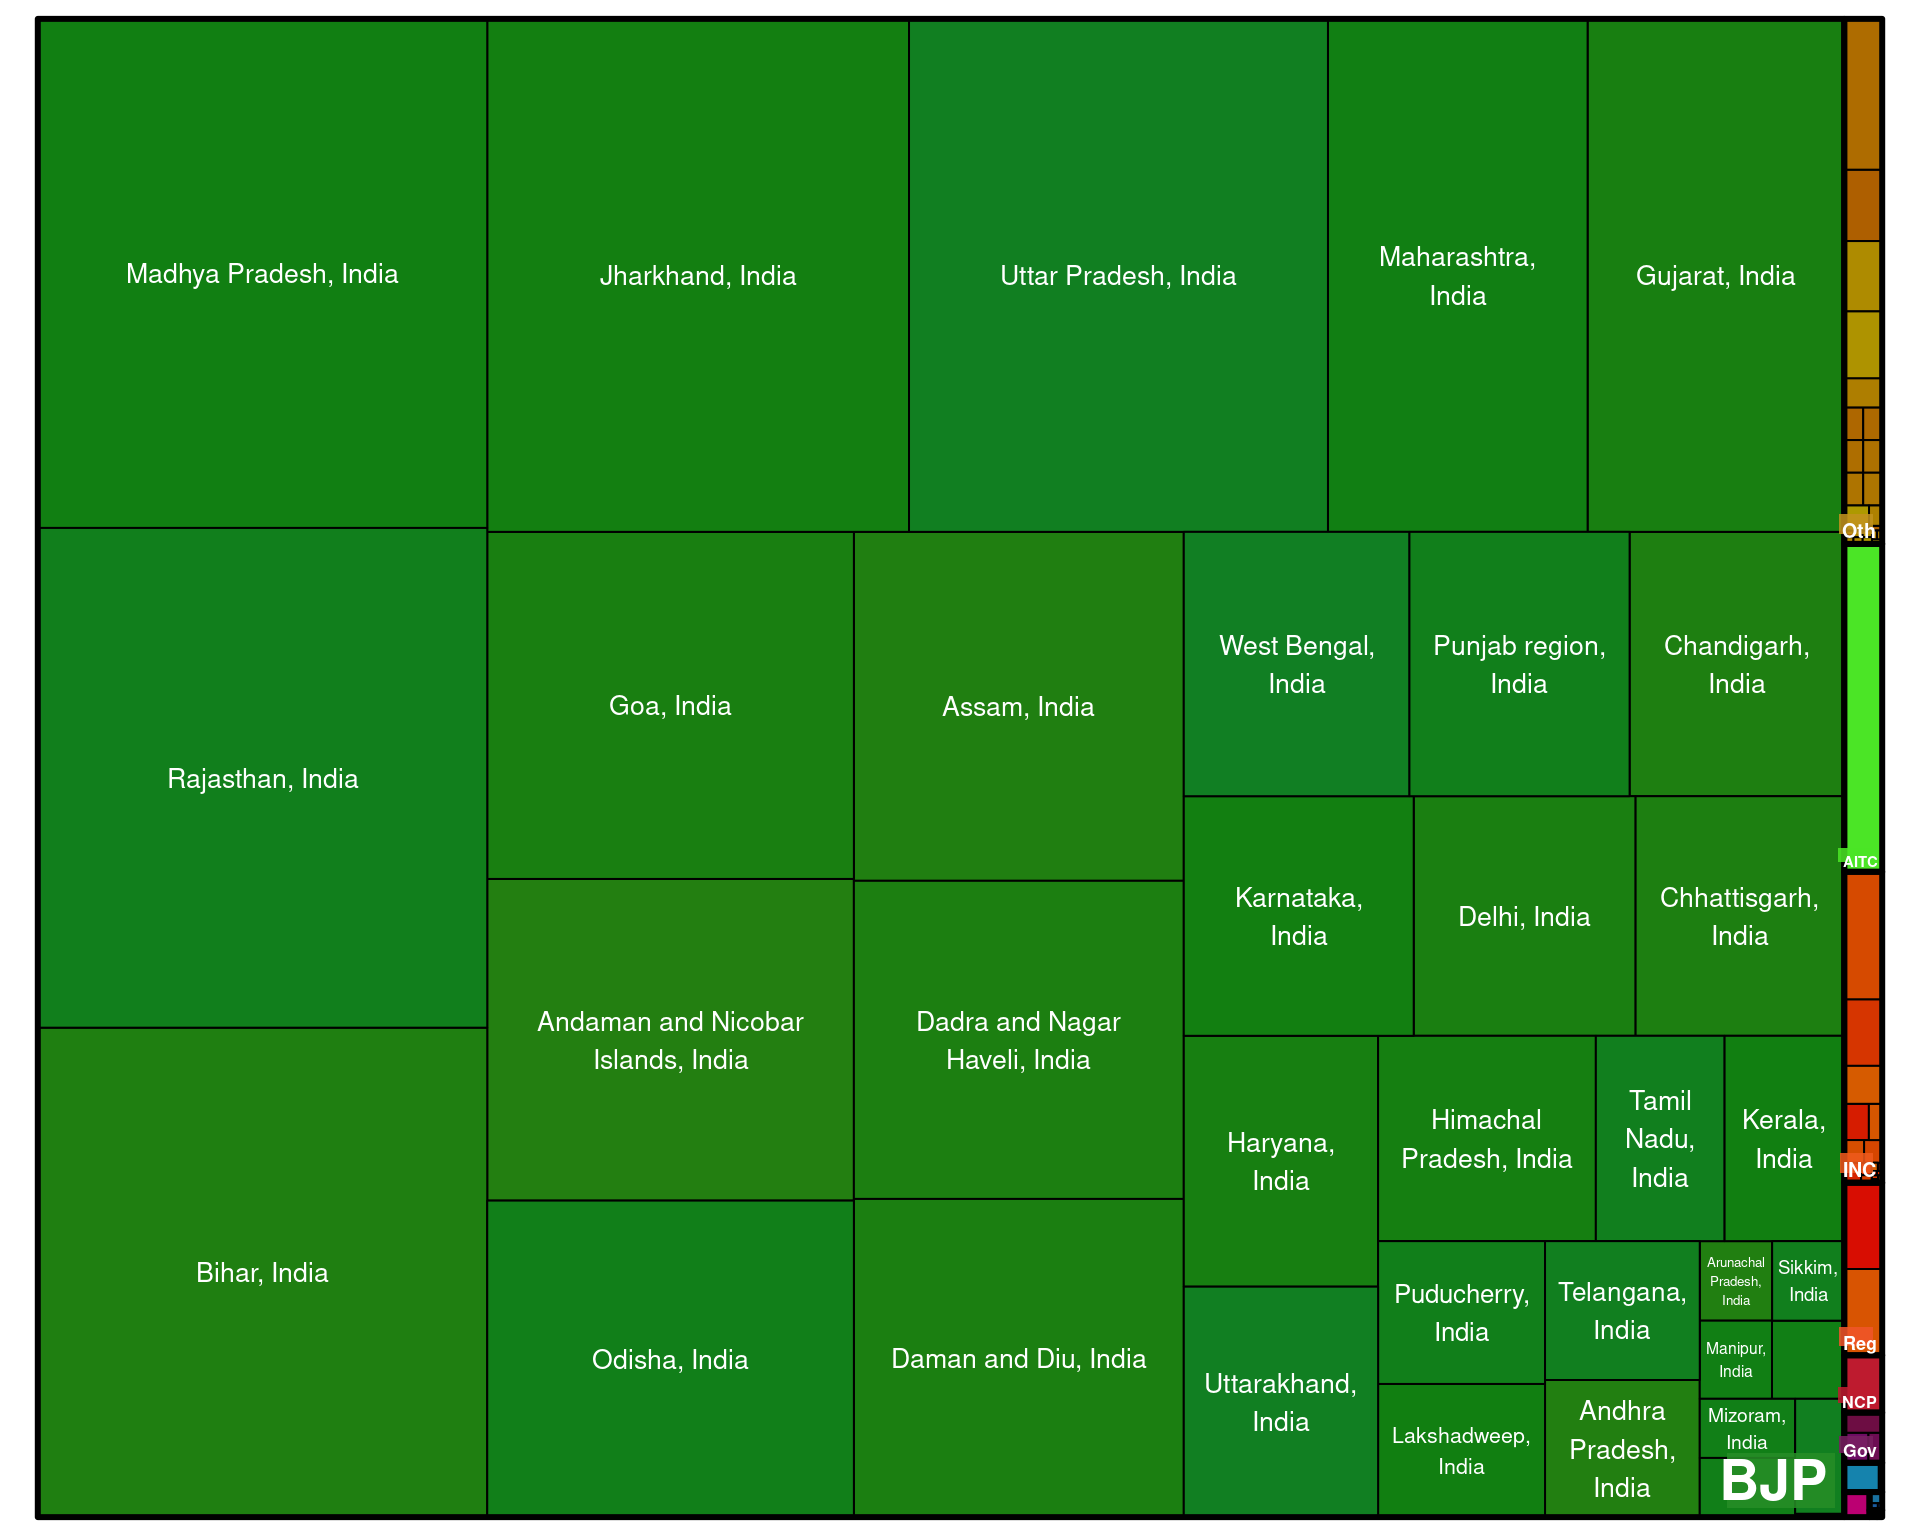 Madhya Pradesh, India
Jharkhand, India
Uttar Pradesh, India
Maharashtra,
India
Gujarat, India
Rajasthan, India
Bihar, India
Goa, India
Assam, India
West Bengal,
India
Punjab region,
India
Chandigarh,
India
Andaman and Nicobar
Islands, India
Dadra and Nagar
Haveli, India
Karnataka,
India
Delhi, India
Chhattisgarh,
India
Odisha, India
Daman and Diu, India
Haryana,
India
Himachal
Pradesh, India
Tamil
Nadu,
India
Kerala,
India
Uttarakhand,
India
Puducherry,
India
Telangana,
India
Arunachal
Pradesh,
India
Sikkim,
India
Manipur,
India
Lakshadweep,
India
Andhra
Pradesh,
India
Mizoram,
India
BJP
Oth
AITC
INC
Reg
NCP
Gov